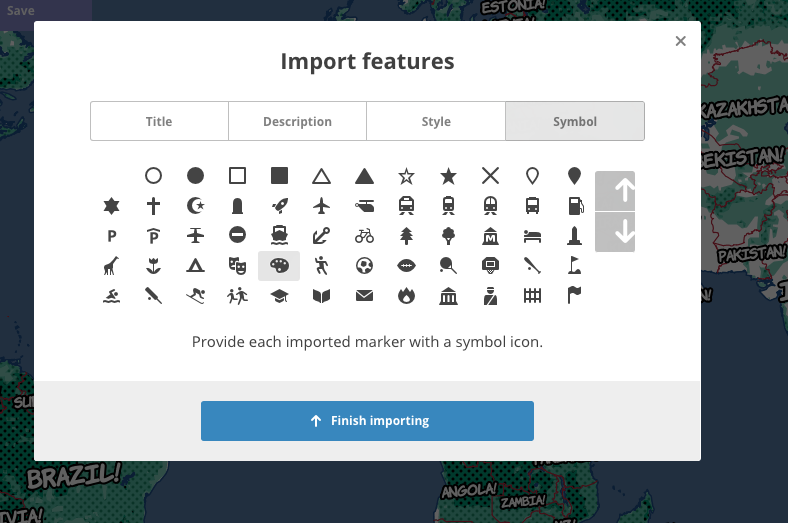 Save
ESTONIA!
Import features
Title
Description
Style
Symbol
KAZAKHSTA
EKISTAN!
P
P
M
PAKISTAN!
Provide each imported marker with a symbol icon.
Finish importing
BRAZIL!
ANGOLA!
ZAMBIA!